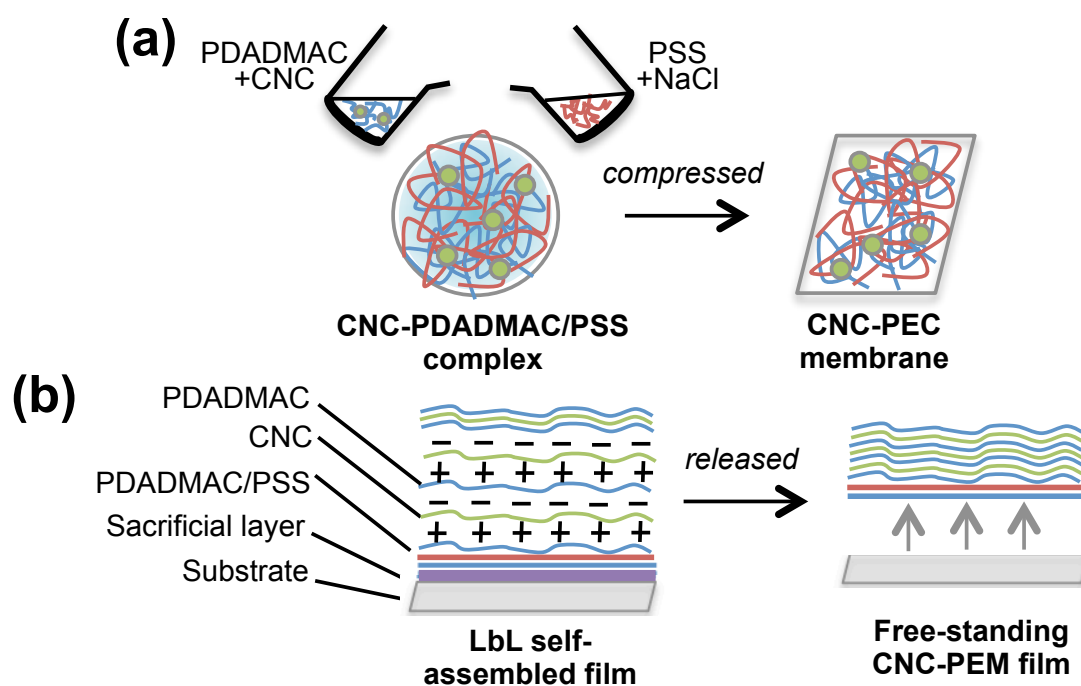 (a)
PDADMAC
+CNC
PSS
+NaCl
compressed
CNC-PDADMAC/PSS
complex
CNC-PEC
membrane
(b)
PDADMAC
CNC
PDADMAC/PSS
Sacrificial layer
Substrate
released
LbL self-
assembled film
Free-standing
CNC-PEM film